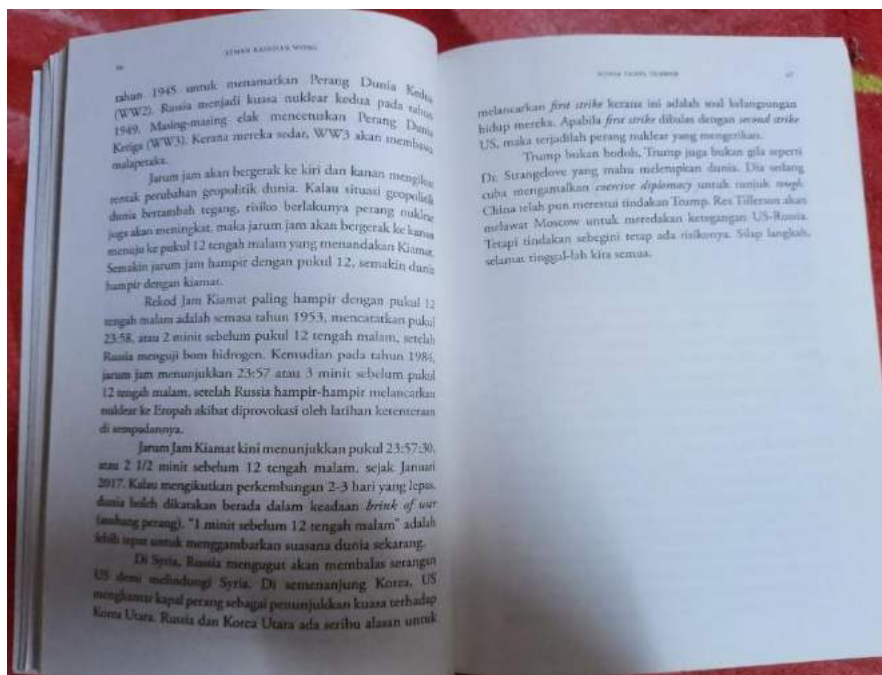 AYMAN RASHDAN WONG
tahun 1945 untuk menamatkan Perang Dunia Kedua
(WW2). Russia menjadi kuasa nuklear kedua pada tahun
1949. Masing-masing elak mencetuskan Perang Dunia
Ketiga (WW3). Kerana mereka sedar, WW3 akan membawa
malapetaka.
Jarum jam akan bergerak ke kiri dan kanan mengikut
rentak perubahan geopolitik dunia. Kalau situasi geopolitik
dunia bertambah tegang, risiko berlakunya perang nuklear
juga akan meningkat, maka jarum jam akan bergerak ke kanan
menuju ke pukul 12 tengah malam yang menandakan Kiamat.
Semakin jarum jam hampir dengan pukul 12, semakin dunia
hampir dengan kiamat.
Rekod Jam Kiamat paling hampir dengan pukul 12
tengah malam adalah semasa tahun 1953, mencatatkan pukul
23:58, atau 2 minit sebelum pukul 12 tengah malam, setelah
Russia menguji bom hidrogen. Kemudian pada tahun 1984,
jarum jam menunjukkan 23:57 atau 3 minit sebelum pukul
12 tengah malam, setelah Russia hampir-hampir melancarkan
nuklear ke Eropah akibat diprovokasi oleh latihan ketenteraan
di sempadannya.
Jarum Jam Kiamat kini menunjukkan pukul 23:57:30,
atau 2 1/2 minit sebelum 12 tengah malam, sejak Januari
2017. Kalau mengikutkan perkembangan 2-3 hari yang lepas,
dunia boleh dikatakan berada dalam keadaan brink of war
(ambang perang). "1 minit sebelum 12 tengah malam" adalah
lebih tepat untuk menggambarkan suasana dunia sekarang.
Di Syria, Russia mengugut akan membalas serangan
US demi melindungi Syria. Di semenanjung Korea, US
menghantar kapal perang sebagai penunjukkan kuasa terhadap
Korea Utara. Russia dan Korea Utara ada seribu alasan untuk
67
melancarkan first strike kerana ini adalah soal kelangsungan
hidup mereka. Apabila first strike dibalas dengan second strike
US, maka terjadilah perang nuklear yang mengerikan.
Trump bukan bodoh, Trump juga bukan gila seperti
Dr. Strangelove yang mahu melenyapkan dunia. Dia sedang
cuba mengamalkan coercive diplomacy untuk tunjuk tough.
China telah pun merestui tindakan Trump. Rex Tillerson akan
melawat Moscow untuk meredakan ketegangan US-Russia.
Tetapi tindakan sebegini tetap ada risikonya. Silap langkah,
selamat tinggal-lah kita semua.